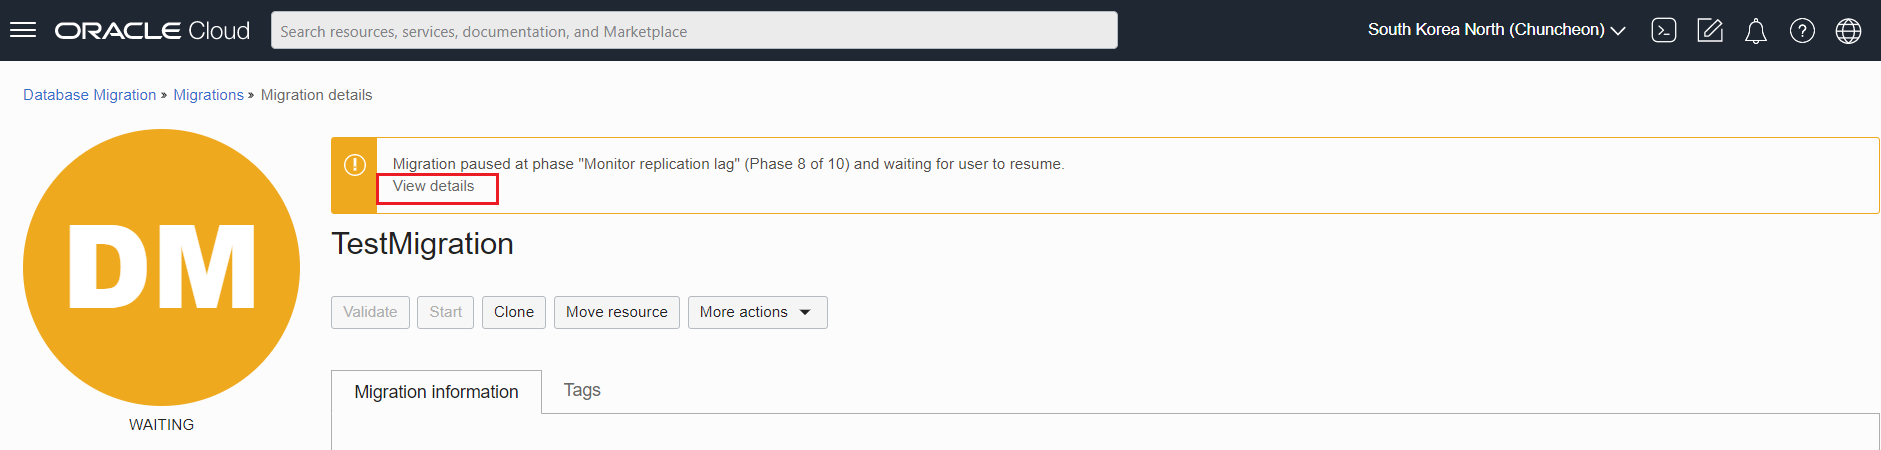 ORACLE Cloud
Search resources, services, documentation, and Marketplace
South Korea North (Chuncheon)
Database Migration » Migrations » Migration details
Migration paused at phase "Monitor replication lag" (Phase 8 of 10) and waiting for user to resume.
View details
DM
WAITING
TestMigration
Validate Start Clone Move resource More actions
Migration information Tags